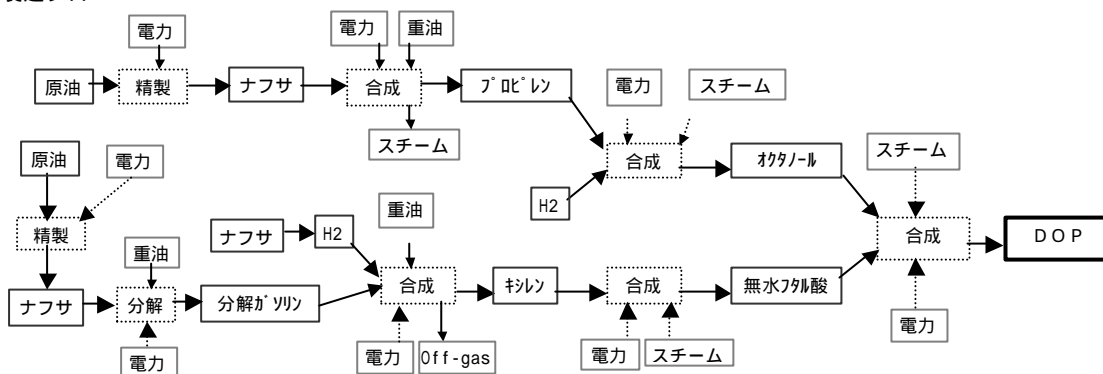 電力
電力
重油
原油
精製
ナフサ
合成
プロピレン
スチーム
電力
スチーム
原油
電力
合成
オクタノール
スチーム
H2
重油
精製
ナフサ
H2
合成
DOP
重油
ナフサ
分解
分解ガソリン
合成
キシレン
合成
無水フタル酸
電力
電力
Off-gas
電力
スチーム
電力